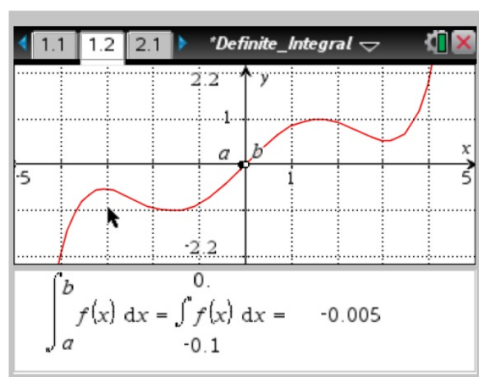 1.1 1.2 2.1 *Definite_Integral
2.2 y
1
a b
x
-5 1 5
-2.2
b 0.
∫ f(x) dx = ∫ f(x) dx = -0.005
a -0.1